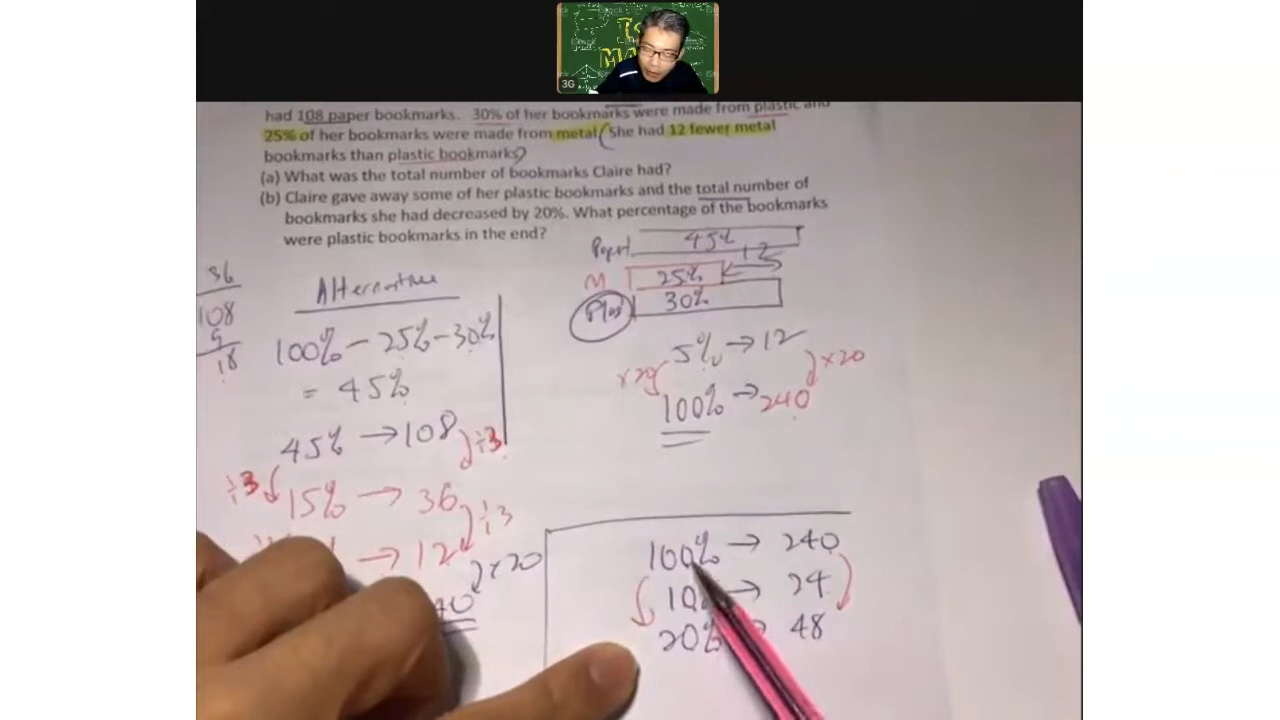 3G
had 108 paper bookmarks. 30% of her bookmarks were made from plastic and
25% of her bookmarks were made from metal (She had 12 fewer metal
bookmarks than plastic bookmarks)
(a) What was the total number of bookmarks Claire had?
(b) Claire gave away some of her plastic bookmarks and the total number of
bookmarks she had decreased by 20%. What percentage of the bookmarks
were plastic bookmarks in the end?
45%
12
M 25%
30%
36
108
9
18
Alternative
100% - 25% - 30%
= 45%
45% → 108
÷3 ÷3
15% → 36
÷3
→ 12
×20
40
5% → 12
×20 ×20
100% → 240
100% → 240
10% → 24
20% → 48